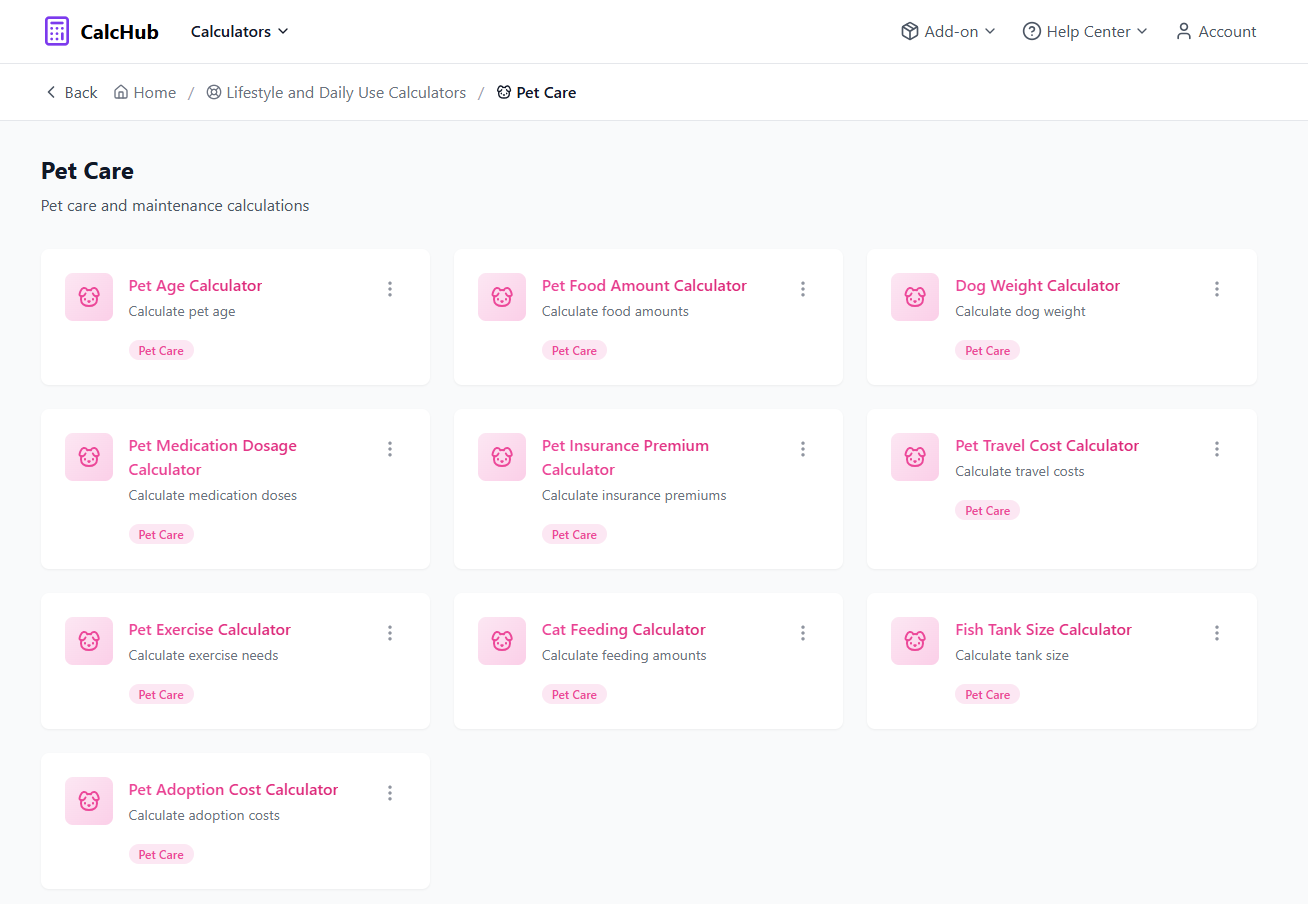 CalcHub
Calculators
Add-on
Help Center
Account
Back
Home
/
Lifestyle and Daily Use Calculators
/
Pet Care
Pet Care
Pet care and maintenance calculations
Pet Age Calculator
Calculate pet age
Pet Care
Pet Food Amount Calculator
Calculate food amounts
Pet Care
Dog Weight Calculator
Calculate dog weight
Pet Care
Pet Medication Dosage
Calculator
Calculate medication doses
Pet Care
Pet Insurance Premium
Calculator
Calculate insurance premiums
Pet Care
Pet Travel Cost Calculator
Calculate travel costs
Pet Care
Pet Exercise Calculator
Calculate exercise needs
Pet Care
Cat Feeding Calculator
Calculate feeding amounts
Pet Care
Fish Tank Size Calculator
Calculate tank size
Pet Care
Pet Adoption Cost Calculator
Calculate adoption costs
Pet Care